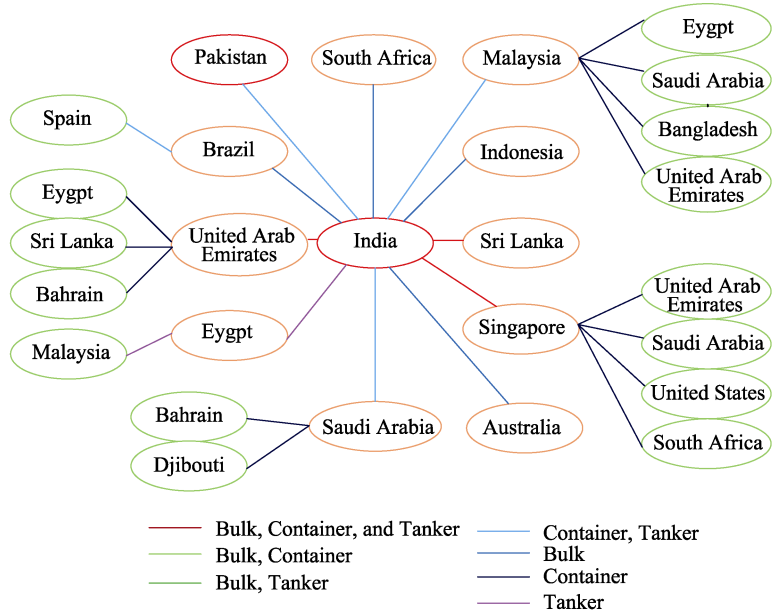 Eygpt
Pakistan
South Africa
Malaysia
Saudi Arabia
Spain
Bangladesh
Brazil
Indonesia
United Arab
Emirates
Eygpt
Sri Lanka
Bahrain
United Arab
Emirates
India
Sri Lanka
United Arab
Emirates
Malaysia
Eygpt
Singapore
Saudi Arabia
United States
Bahrain
Saudi Arabia
Australia
South Africa
Djibouti
Bulk, Container, and Tanker
Bulk, Container
Bulk, Tanker
Container, Tanker
Bulk
Container
Tanker